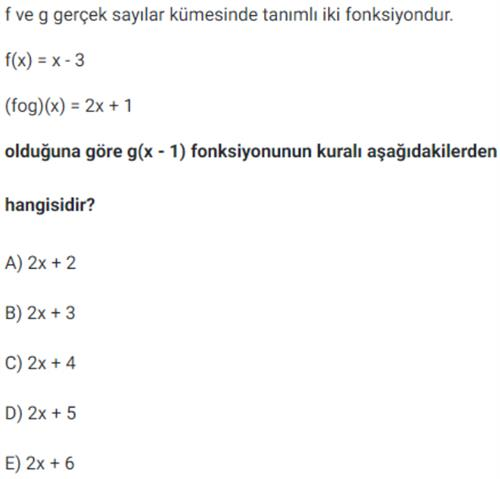 f ve g gerçek sayılar kümesinde tanımlı iki fonksiyondur.
f(x) = x - 3
(fog)(x) = 2x + 1
olduğuna göre g(x - 1) fonksiyonunun kuralı aşağıdakilerden
hangisidir?
A) 2x + 2
B) 2x + 3
C) 2x + 4
D) 2x + 5
E) 2x + 6